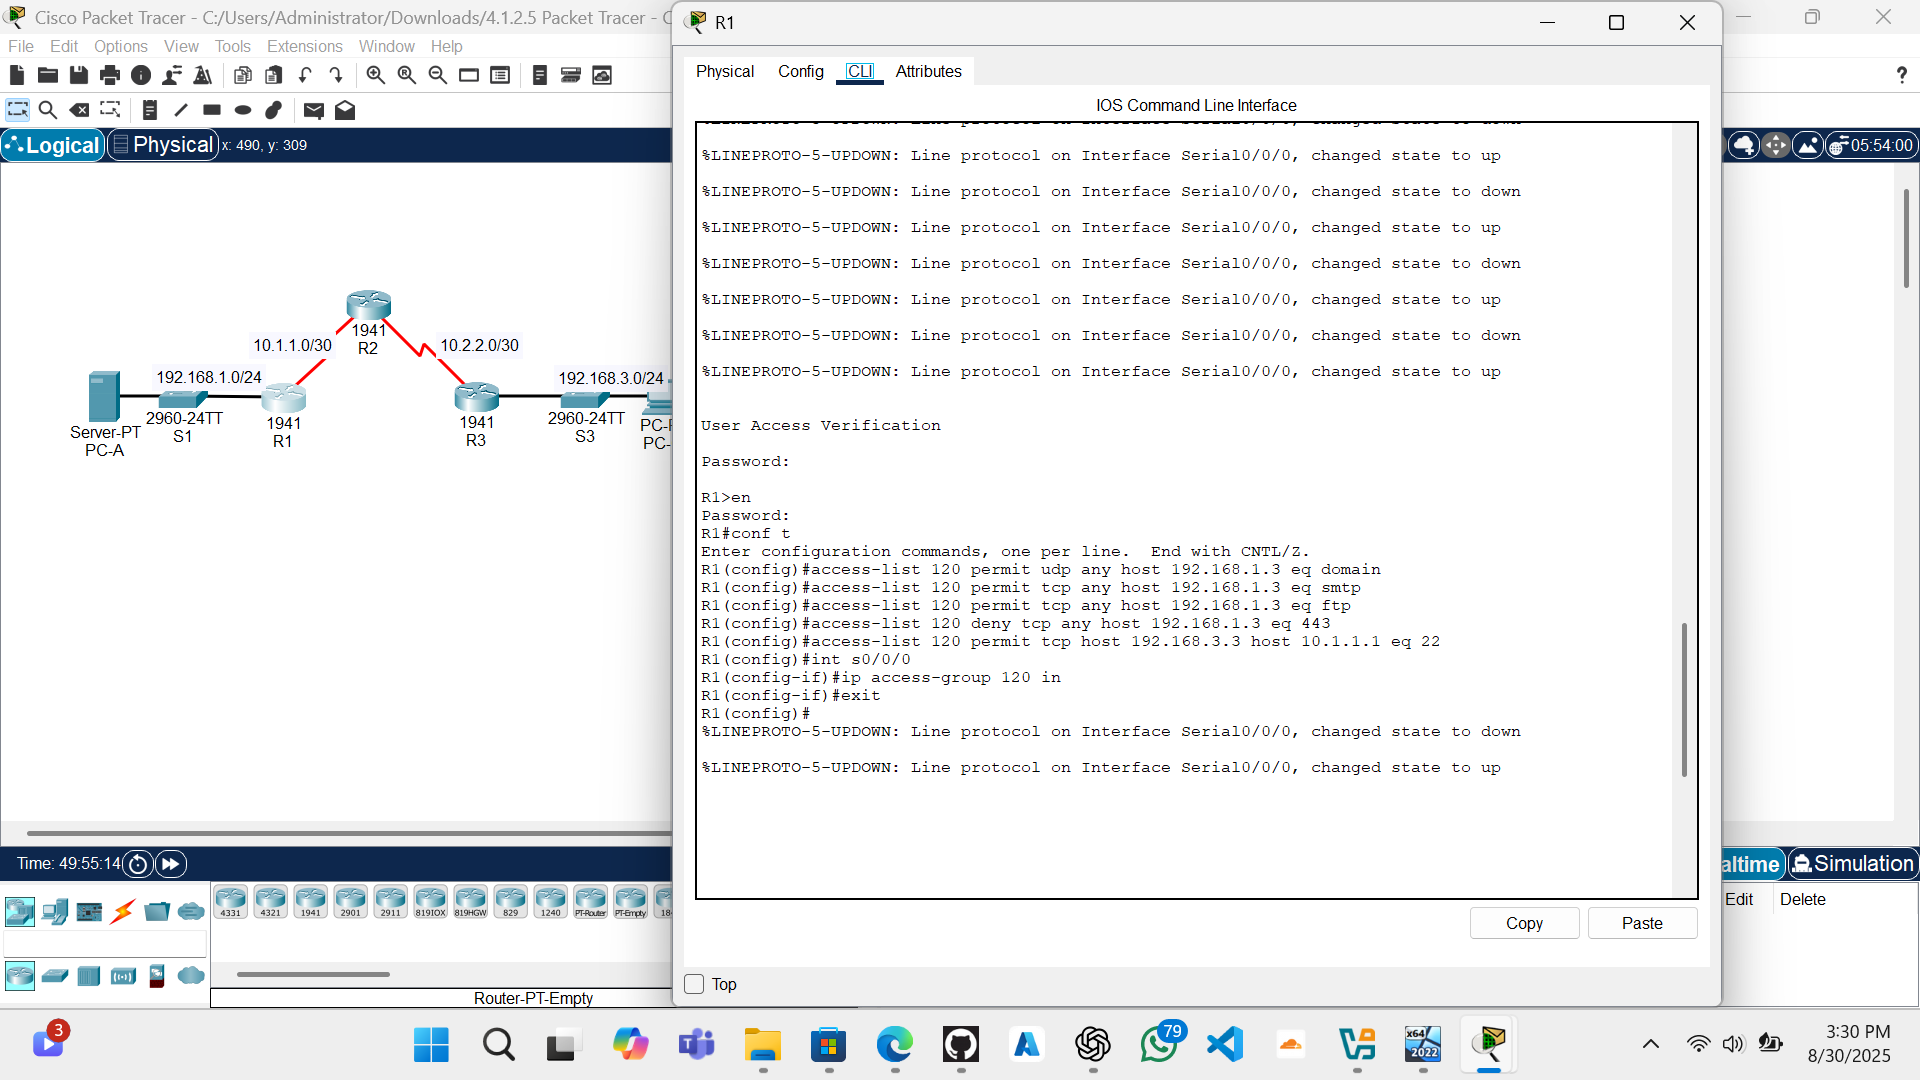 Cisco Packet Tracer - C:/Users/Administrator/Downloads/4.1.2.5 Packet Tracer - C
File Edit Options View Tools Extensions Window Help
Logical
Physical
x: 490, y: 309
05:54:00
1941
R2
10.1.1.0/30
10.2.2.0/30
192.168.1.0/24
192.168.3.0/24
Server-PT
PC-A
2960-24TT
S1
1941
R1
1941
R3
2960-24TT
S3
PC-
PC-
R1
Physical Config CLI Attributes
IOS Command Line Interface
%LINEPROTO-5-UPDOWN: Line protocol on Interface Serial0/0/0, changed state to down
%LINEPROTO-5-UPDOWN: Line protocol on Interface Serial0/0/0, changed state to up
%LINEPROTO-5-UPDOWN: Line protocol on Interface Serial0/0/0, changed state to down
%LINEPROTO-5-UPDOWN: Line protocol on Interface Serial0/0/0, changed state to up
%LINEPROTO-5-UPDOWN: Line protocol on Interface Serial0/0/0, changed state to down
%LINEPROTO-5-UPDOWN: Line protocol on Interface Serial0/0/0, changed state to up
%LINEPROTO-5-UPDOWN: Line protocol on Interface Serial0/0/0, changed state to down
%LINEPROTO-5-UPDOWN: Line protocol on Interface Serial0/0/0, changed state to up
User Access Verification
Password:
R1>en
Password:
R1#conf t
Enter configuration commands, one per line.  End with CNTL/Z.
R1(config)#access-list 120 permit udp any host 192.168.1.3 eq domain
R1(config)#access-list 120 permit tcp any host 192.168.1.3 eq smtp
R1(config)#access-list 120 permit tcp any host 192.168.1.3 eq ftp
R1(config)#access-list 120 deny tcp any host 192.168.1.3 eq 443
R1(config)#access-list 120 permit tcp host 192.168.3.3 host 10.1.1.1 eq 22
R1(config)#int s0/0/0
R1(config-if)#ip access-group 120 in
R1(config-if)#exit
R1(config)#
%LINEPROTO-5-UPDOWN: Line protocol on Interface Serial0/0/0, changed state to down
%LINEPROTO-5-UPDOWN: Line protocol on Interface Serial0/0/0, changed state to up
Copy
Paste
Top
Time: 49:55:14
altime
Simulation
Edit
Delete
4331 4321 1941 2901 2911 819IOX 819HGW 829 1240 PT-Router PT-Empty 18
Router-PT-Empty
3
79
x64
2022
3:30 PM
8/30/2025